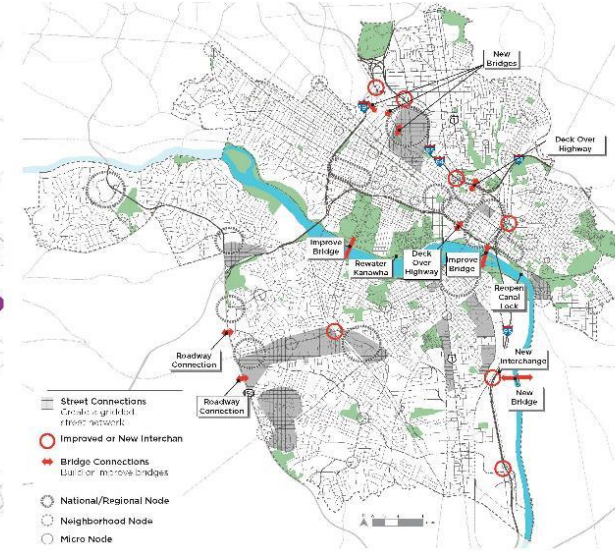 New
Bridges
Deck Over
Highway
Improve
Bridge
Rewater
Kanawha
Deck
Over
Highway
Improve
Bridge
Reopen
Canal
Lock
Roadway
Connection
Roadway
Connection
New
Interchange
New
Bridge
Street Connections
Create a gridded
street network
Improved or New Interchan
Bridge Connections
Build or improve bridges
National/Regional Node
Neighborhood Node
Micro Node